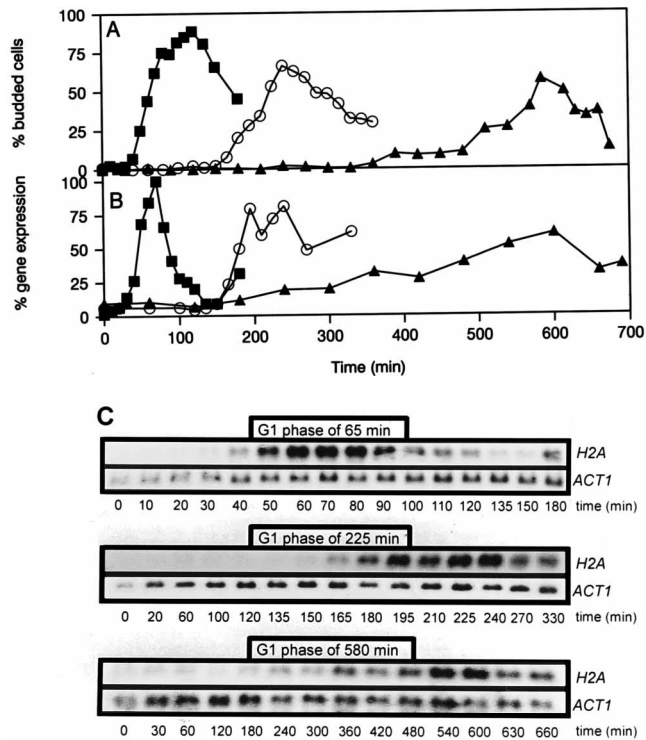 A
% budded cells
100
75
50
25
0
B
% gene expression
100
75
50
25
0
0 100 200 300 400 500 600 700
Time (min)
C
G1 phase of 65 min
H2A
ACT1
0 10 20 30 40 50 60 70 80 90 100 110 120 135 150 180 time (min)
G1 phase of 225 min
H2A
ACT1
0 20 60 100 120 135 150 165 180 195 210 225 240 270 330 time (min)
G1 phase of 580 min
H2A
ACT1
0 30 60 120 180 240 300 360 420 480 540 600 630 660 time (min)